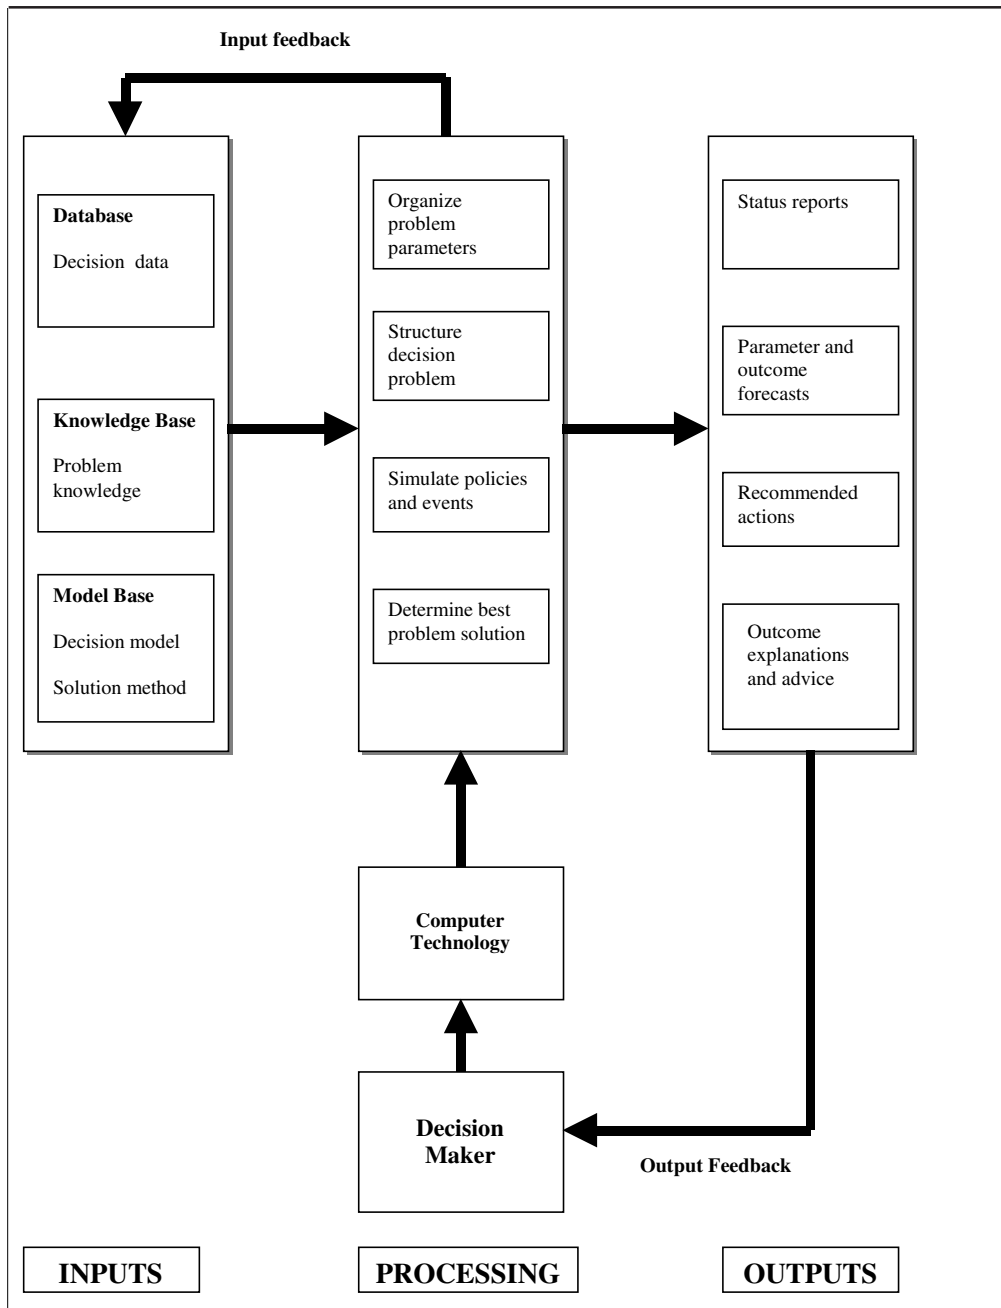 Input feedback
Database
Decision data
Knowledge Base
Problem
knowledge
Model Base
Decision model
Solution method
Organize
problem
parameters
Structure
decision
problem
Simulate policies
and events
Determine best
problem solution
Status reports
Parameter and
outcome
forecasts
Recommended
actions
Outcome
explanations
and advice
Computer
Technology
Decision
Maker
Output Feedback
INPUTS
PROCESSING
OUTPUTS